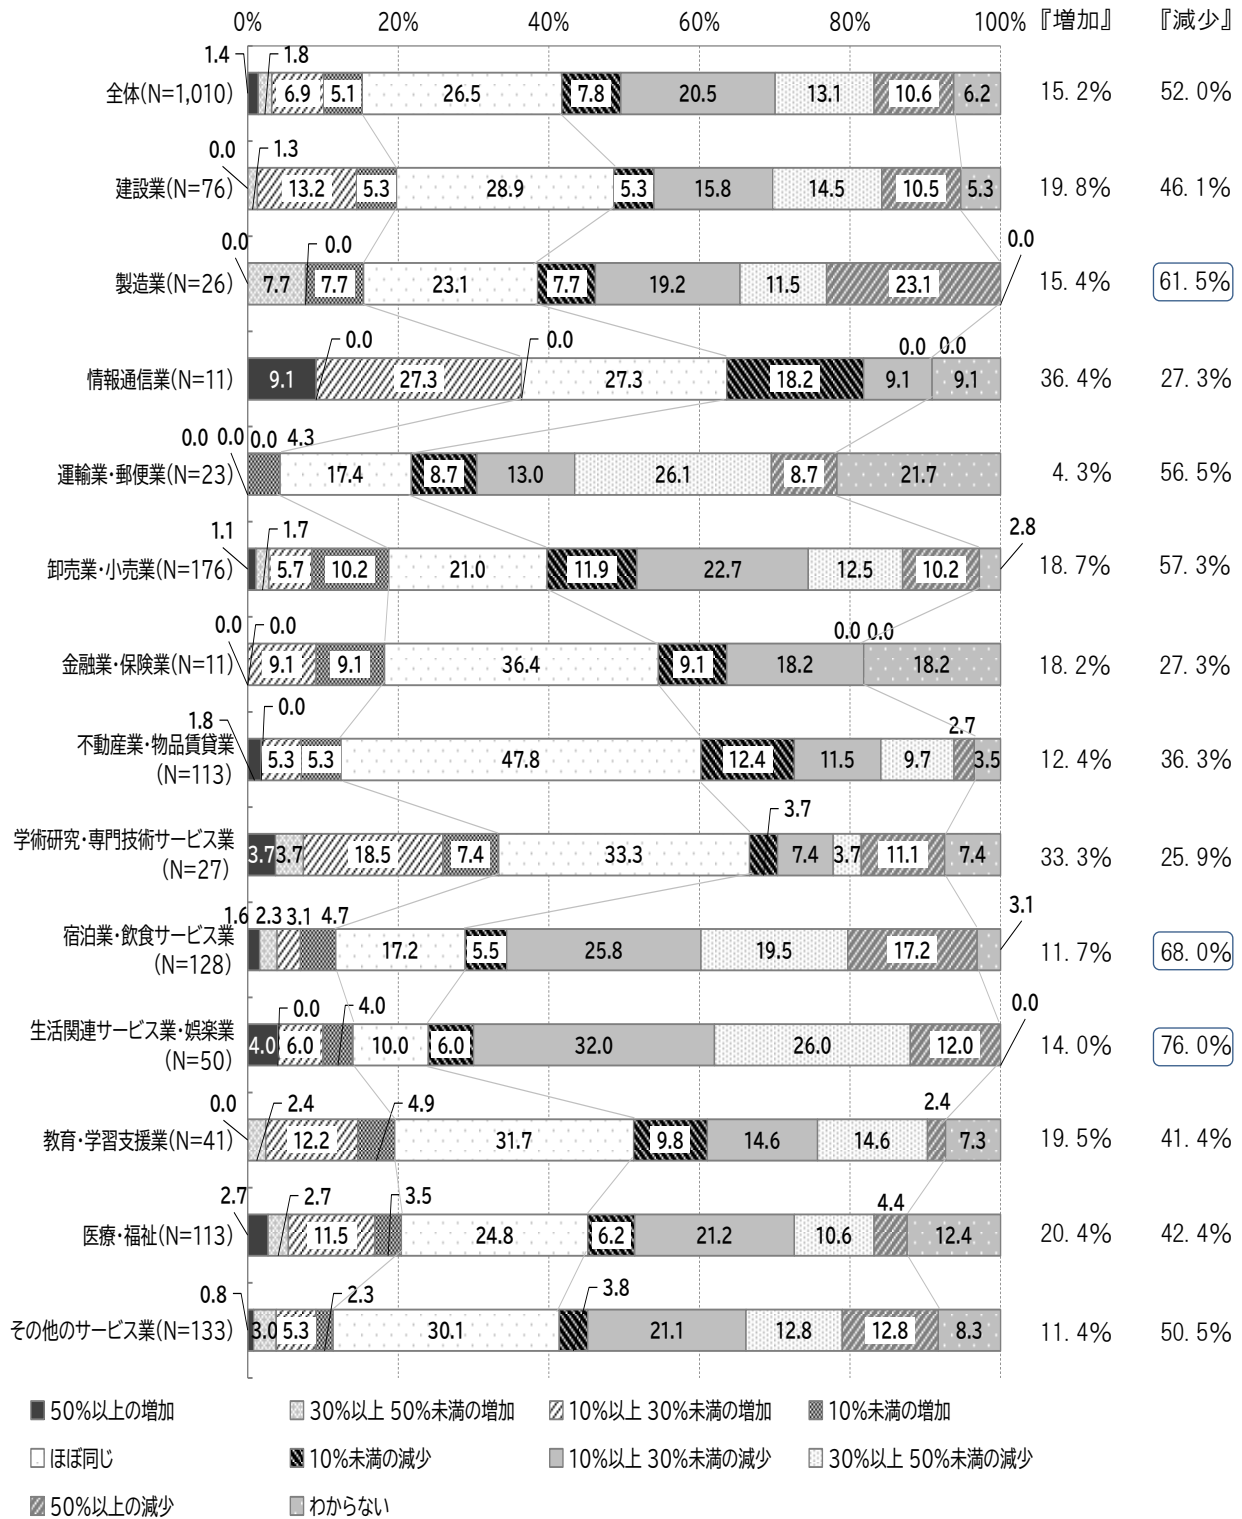 0% 20% 40% 60% 80% 100% 『増加』 『減少』
1.4 1.8
全体(N=1,010) 6.9 5.1 26.5 7.8 20.5 13.1 10.6 6.2 15.2% 52.0%
0.0 1.3
建設業(N=76) 13.2 5.3 28.9 5.3 15.8 14.5 10.5 5.3 19.8% 46.1%
0.0 0.0 0.0
製造業(N=26) 7.7 7.7 23.1 7.7 19.2 11.5 23.1 15.4% 61.5%
0.0 0.0 0.0 0.0
情報通信業(N=11) 9.1 27.3 27.3 18.2 9.1 9.1 36.4% 27.3%
0.0 0.0 0.0 4.3
運輸業・郵便業(N=23) 17.4 8.7 13.0 26.1 8.7 21.7 4.3% 56.5%
1.1 1.7 2.8
卸売業・小売業(N=176) 5.7 10.2 21.0 11.9 22.7 12.5 10.2 18.7% 57.3%
0.0 0.0 0.0 0.0
金融業・保険業(N=11) 9.1 9.1 36.4 9.1 18.2 18.2 18.2% 27.3%
1.8 0.0 2.7
不動産業・物品賃貸業
(N=113) 5.3 5.3 47.8 12.4 11.5 9.7 3.5 12.4% 36.3%
3.7
学術研究・専門技術サービス業
(N=27) 3.7 3.7 18.5 7.4 33.3 7.4 3.7 11.1 7.4 33.3% 25.9%
1.6 2.3 3.1 4.7 3.1
宿泊業・飲食サービス業
(N=128) 17.2 5.5 25.8 19.5 17.2 11.7% 68.0%
0.0 4.0 0.0
生活関連サービス業・娯楽業
(N=50) 4.0 6.0 10.0 6.0 32.0 26.0 12.0 14.0% 76.0%
0.0 2.4 4.9 2.4
教育・学習支援業(N=41) 12.2 31.7 9.8 14.6 14.6 7.3 19.5% 41.4%
2.7 2.7 3.5 4.4
医療・福祉(N=113) 11.5 24.8 6.2 21.2 10.6 12.4 20.4% 42.4%
0.8 2.3 3.8
その他のサービス業(N=133) 3.0 5.3 30.1 21.1 12.8 12.8 8.3 11.4% 50.5%
50%以上の増加 30%以上 50%未満の増加 10%以上 30%未満の増加 10%未満の増加
ほぼ同じ 10%未満の減少 10%以上 30%未満の減少 30%以上 50%未満の減少
50%以上の減少 わからない